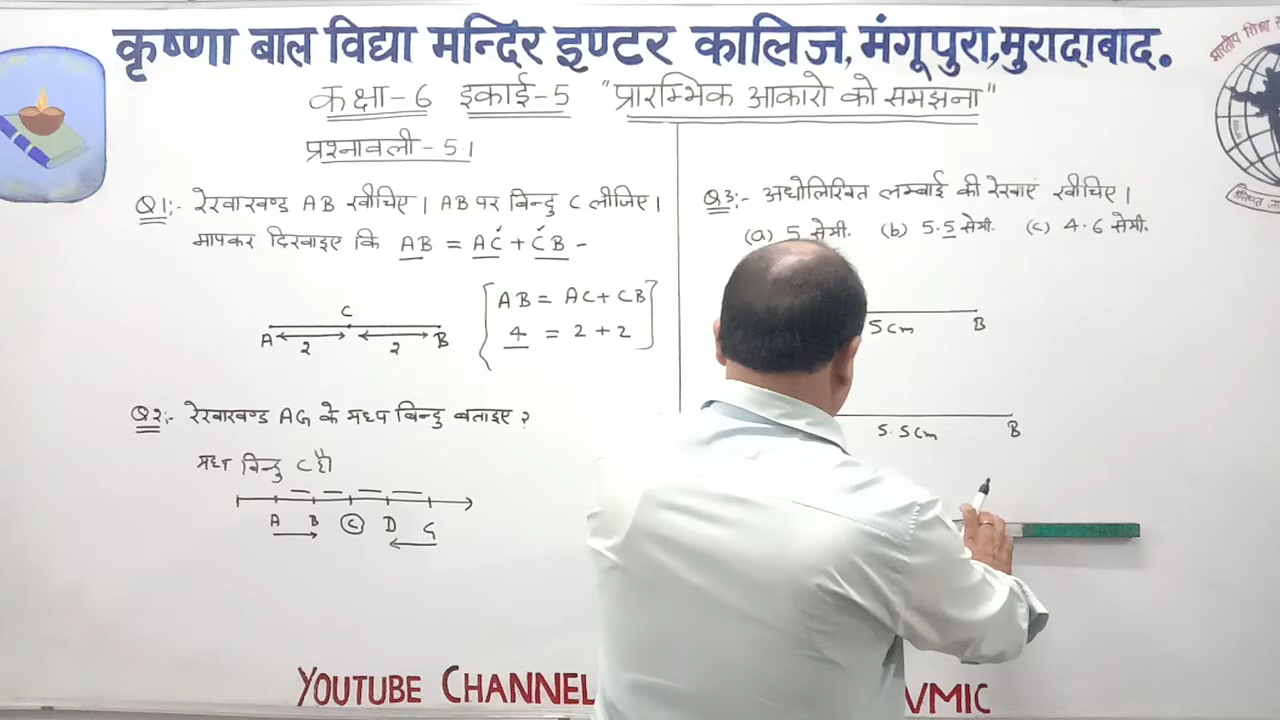 कृष्णा बाल विद्या मन्दिर इण्टर कालिज, मंगूपुरा, मुरादाबाद.
कक्षा-6 इकाई-5 "प्रारम्भिक आकारो को समझना"
प्रश्नावली-5.1
Q1:- रेखाखण्ड AB खीचिए। AB पर बिन्दु C लीजिए।
मापकर दिखाइए कि AB = AC + CB -
C
A B
2 2
AB = AC + CB
4 = 2 + 2
Q2:- रेखाखण्ड AG के मध्य बिन्दु बताइए ?
मध्य बिन्दु C है।
A B C D G
Q3:- अधोलिखित लम्बाई की रेखाएं खीचिए।
(a) 5 सेमी. (b) 5.5 सेमी. (c) 4.6 सेमी.
5cm B
5.5cm B
YOUTUBE CHANNEL VMIC
भारतीय शिक्षा